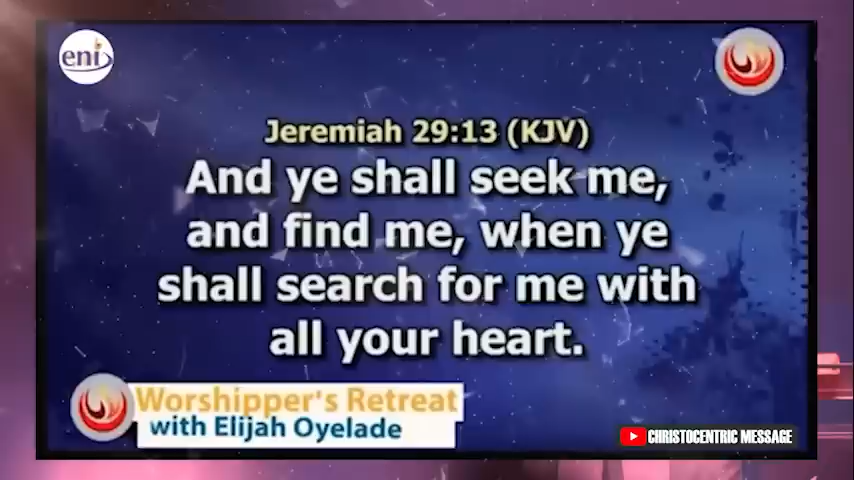 eni
Jeremiah 29:13 (KJV)
And ye shall seek me,
and find me, when ye
shall search for me with
all your heart.
Worshipper's Retreat
with Elijah Oyelade
CHRISTOCENTRIC MESSAGE